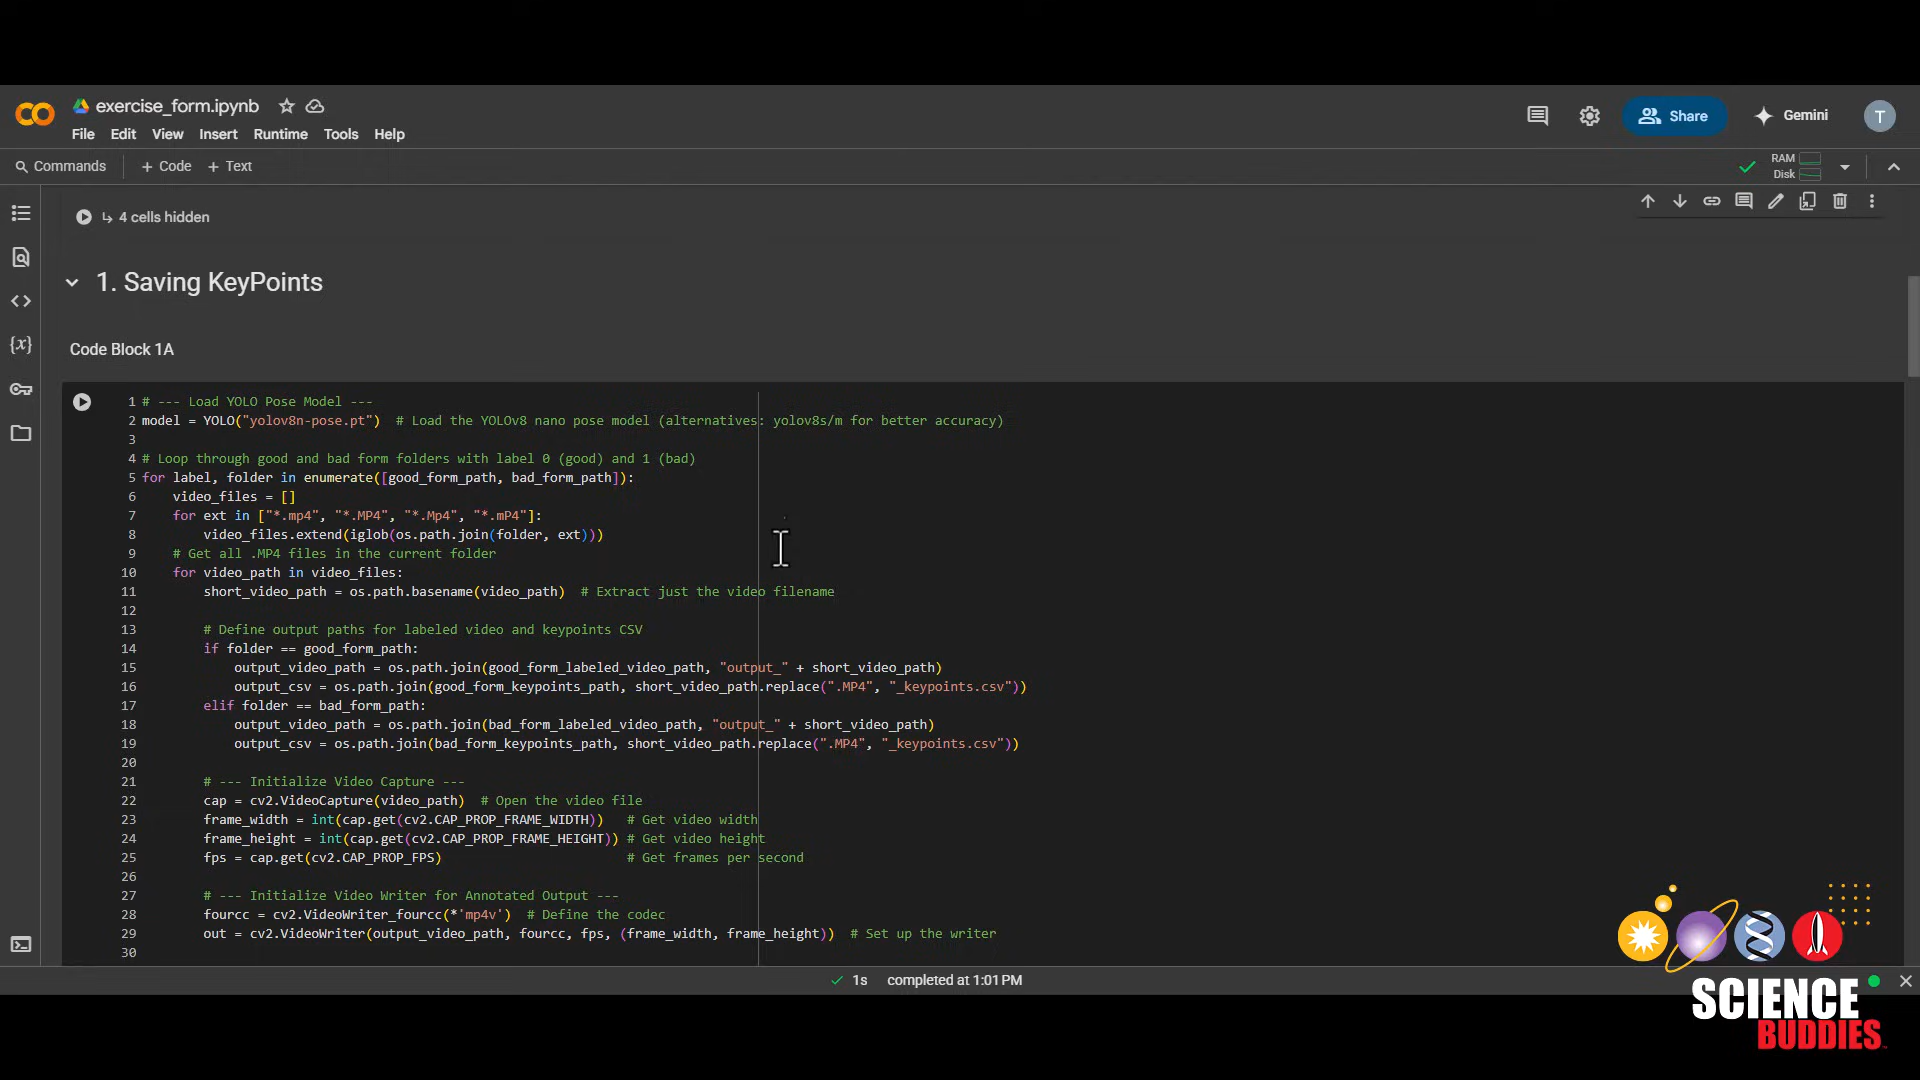 exercise_form.ipynb
File Edit View Insert Runtime Tools Help
Share
Gemini
T
Commands
+ Code + Text
RAM
Disk
4 cells hidden
1. Saving KeyPoints
Code Block 1A
1 # --- Load YOLO Pose Model ---
2 model = YOLO("yolov8n-pose.pt")  # Load the YOLOv8 nano pose model (alternatives: yolov8s/m for better accuracy)
3
4 # Loop through good and bad form folders with label 0 (good) and 1 (bad)
5 for label, folder in enumerate([good_form_path, bad_form_path]):
6     video_files = []
7     for ext in ["*.mp4", "*.MP4", "*.Mp4", "*.mP4"]:
8         video_files.extend(iglob(os.path.join(folder, ext)))
9     # Get all .MP4 files in the current folder
10     for video_path in video_files:
11         short_video_path = os.path.basename(video_path)  # Extract just the video filename
12
13         # Define output paths for labeled video and keypoints CSV
14         if folder == good_form_path:
15             output_video_path = os.path.join(good_form_labeled_video_path, "output_" + short_video_path)
16             output_csv = os.path.join(good_form_keypoints_path, short_video_path.replace(".MP4", "_keypoints.csv"))
17         elif folder == bad_form_path:
18             output_video_path = os.path.join(bad_form_labeled_video_path, "output_" + short_video_path)
19             output_csv = os.path.join(bad_form_keypoints_path, short_video_path.replace(".MP4", "_keypoints.csv"))
20
21         # --- Initialize Video Capture ---
22         cap = cv2.VideoCapture(video_path)  # Open the video file
23         frame_width = int(cap.get(cv2.CAP_PROP_FRAME_WIDTH))   # Get video width
24         frame_height = int(cap.get(cv2.CAP_PROP_FRAME_HEIGHT)) # Get video height
25         fps = cap.get(cv2.CAP_PROP_FPS)                        # Get frames per second
26
27         # --- Initialize Video Writer for Annotated Output ---
28         fourcc = cv2.VideoWriter_fourcc(*'mp4v')  # Define the codec
29         out = cv2.VideoWriter(output_video_path, fourcc, fps, (frame_width, frame_height))  # Set up the writer
30
1s completed at 1:01 PM
SCIENCE
BUDDIES